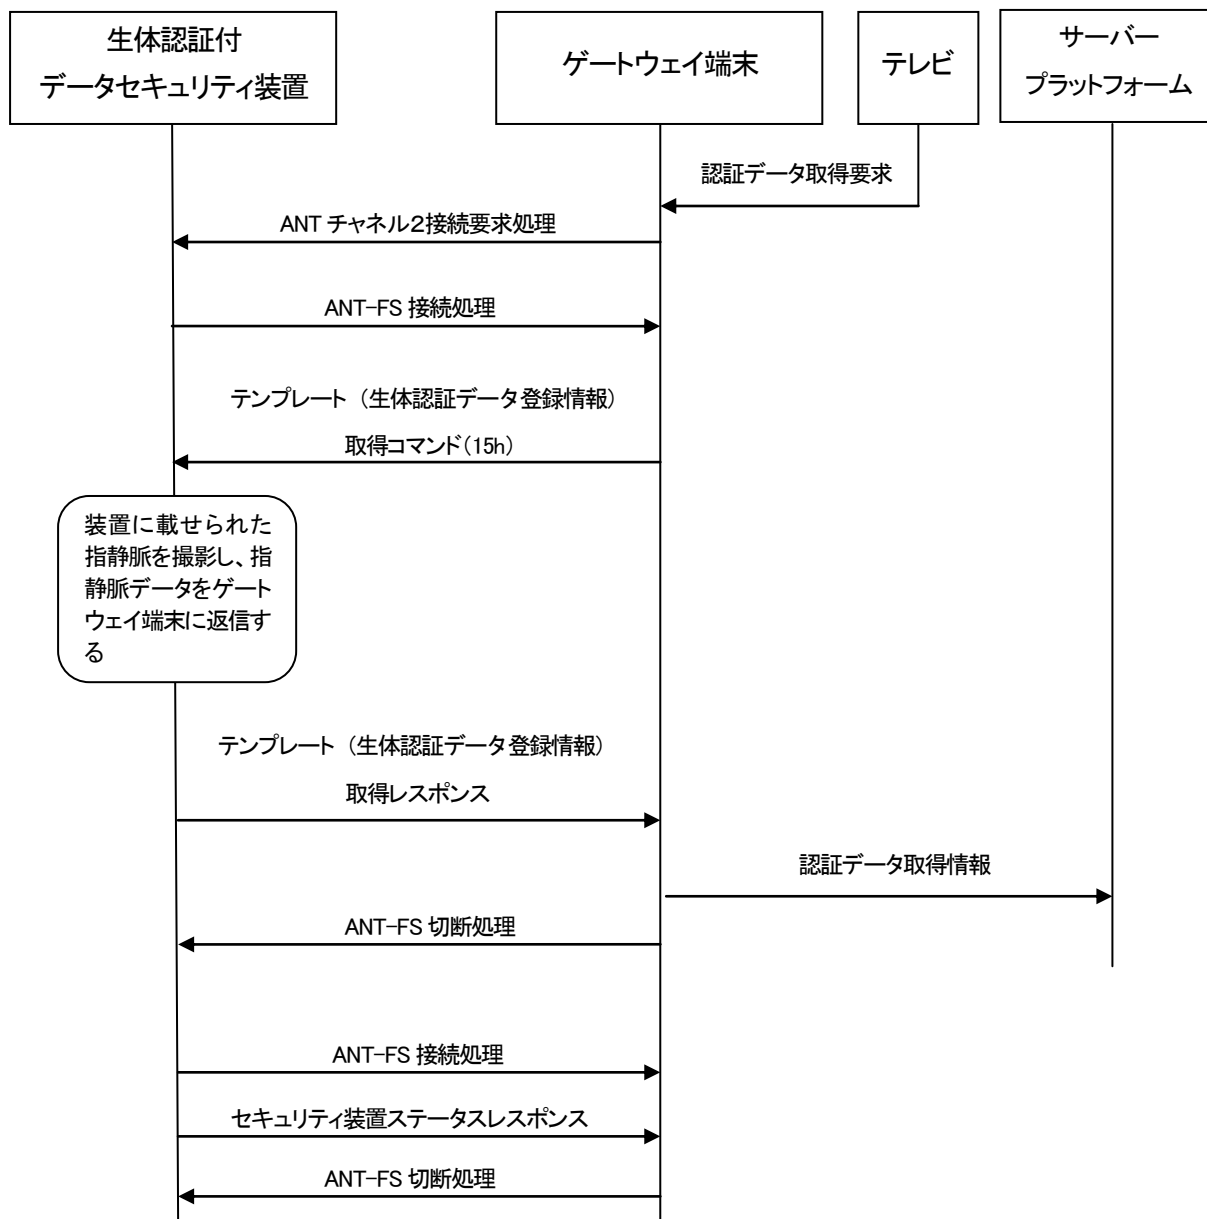 生体認証付
データセキュリティ装置
ゲートウェイ端末
テレビ
サーバー
プラットフォーム
認証データ取得要求
ANT チャネル2接続要求処理
ANT-FS 接続処理
テンプレート（生体認証データ登録情報）
取得コマンド（15h）
装置に載せられた
指静脈を撮影し、指
静脈データをゲート
ウェイ端末に返信す
る
テンプレート（生体認証データ登録情報）
取得レスポンス
認証データ取得情報
ANT-FS 切断処理
ANT-FS 接続処理
セキュリティ装置ステータスレスポンス
ANT-FS 切断処理